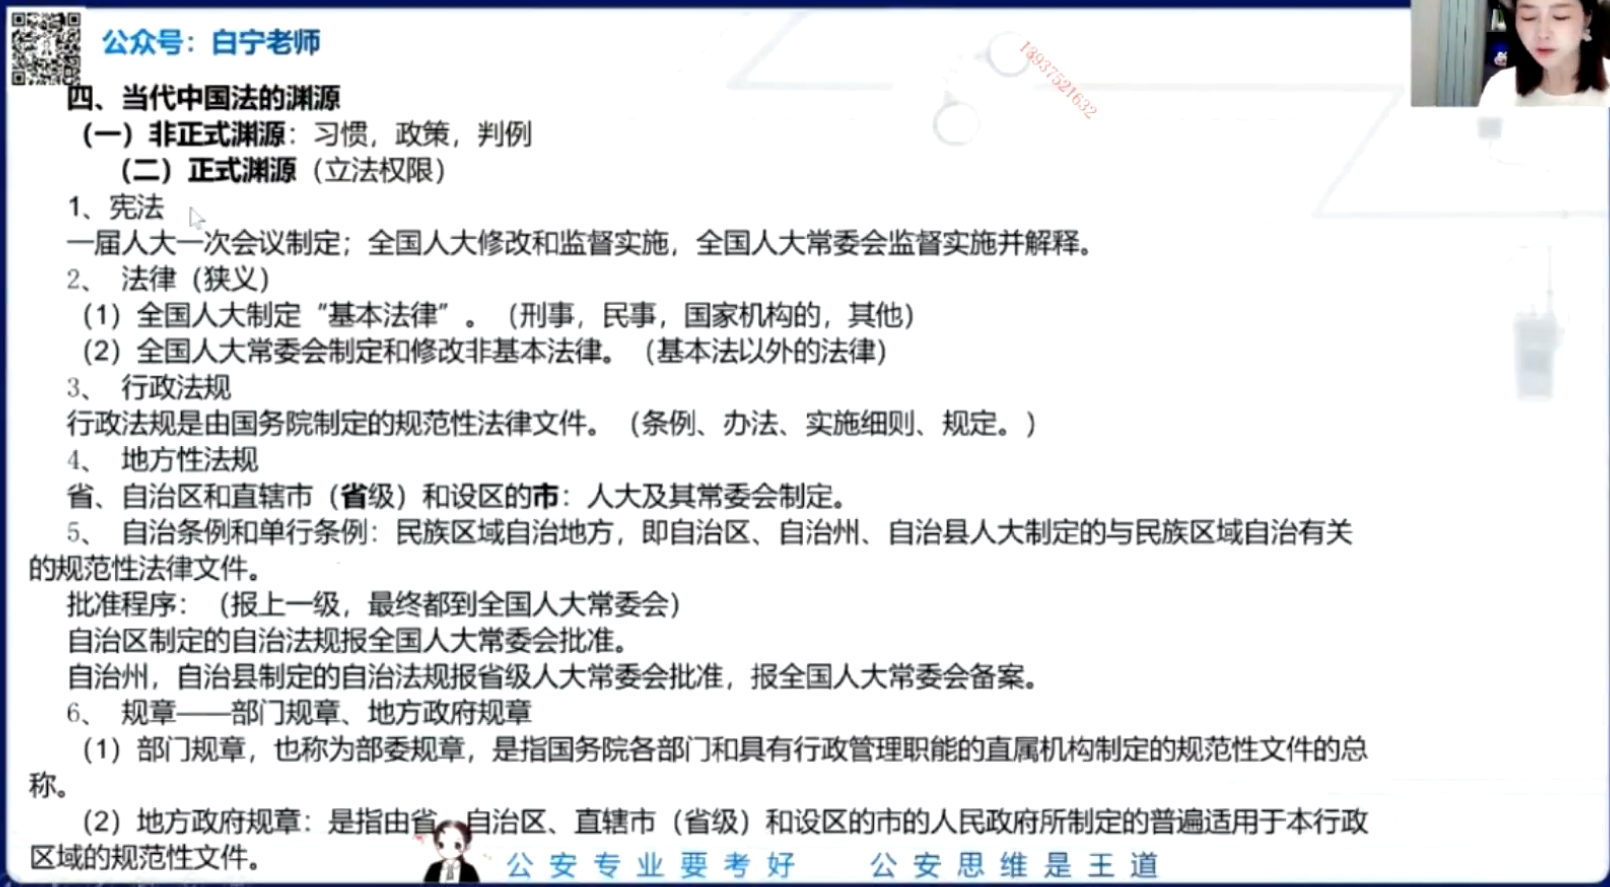 公众号：白宁老师
13937521632
四、当代中国法的渊源
（一）非正式渊源：习惯，政策，判例
（二）正式渊源（立法权限）
1、宪法
一届人大一次会议制定；全国人大修改和监督实施，全国人大常委会监督实施并解释。
2、 法律（狭义）
（1）全国人大制定“基本法律”。（刑事，民事，国家机构的，其他）
（2）全国人大常委会制定和修改非基本法律。（基本法以外的法律）
3、 行政法规
行政法规是由国务院制定的规范性法律文件。（条例、办法、实施细则、规定。）
4、 地方性法规
省、自治区和直辖市（省级）和设区的市：人大及其常委会制定。
5、 自治条例和单行条例：民族区域自治地方，即自治区、自治州、自治县人大制定的与民族区域自治有关
的规范性法律文件。
批准程序：（报上一级，最终都到全国人大常委会）
自治区制定的自治法规报全国人大常委会批准。
自治州，自治县制定的自治法规报省级人大常委会批准，报全国人大常委会备案。
6、 规章——部门规章、地方政府规章
（1）部门规章，也称为部委规章，是指国务院各部门和具有行政管理职能的直属机构制定的规范性文件的总
称。
（2）地方政府规章：是指由省、自治区、直辖市（省级）和设区的市的人民政府所制定的普遍适用于本行政
区域的规范性文件。
公安专业要考好 公安思维是王道